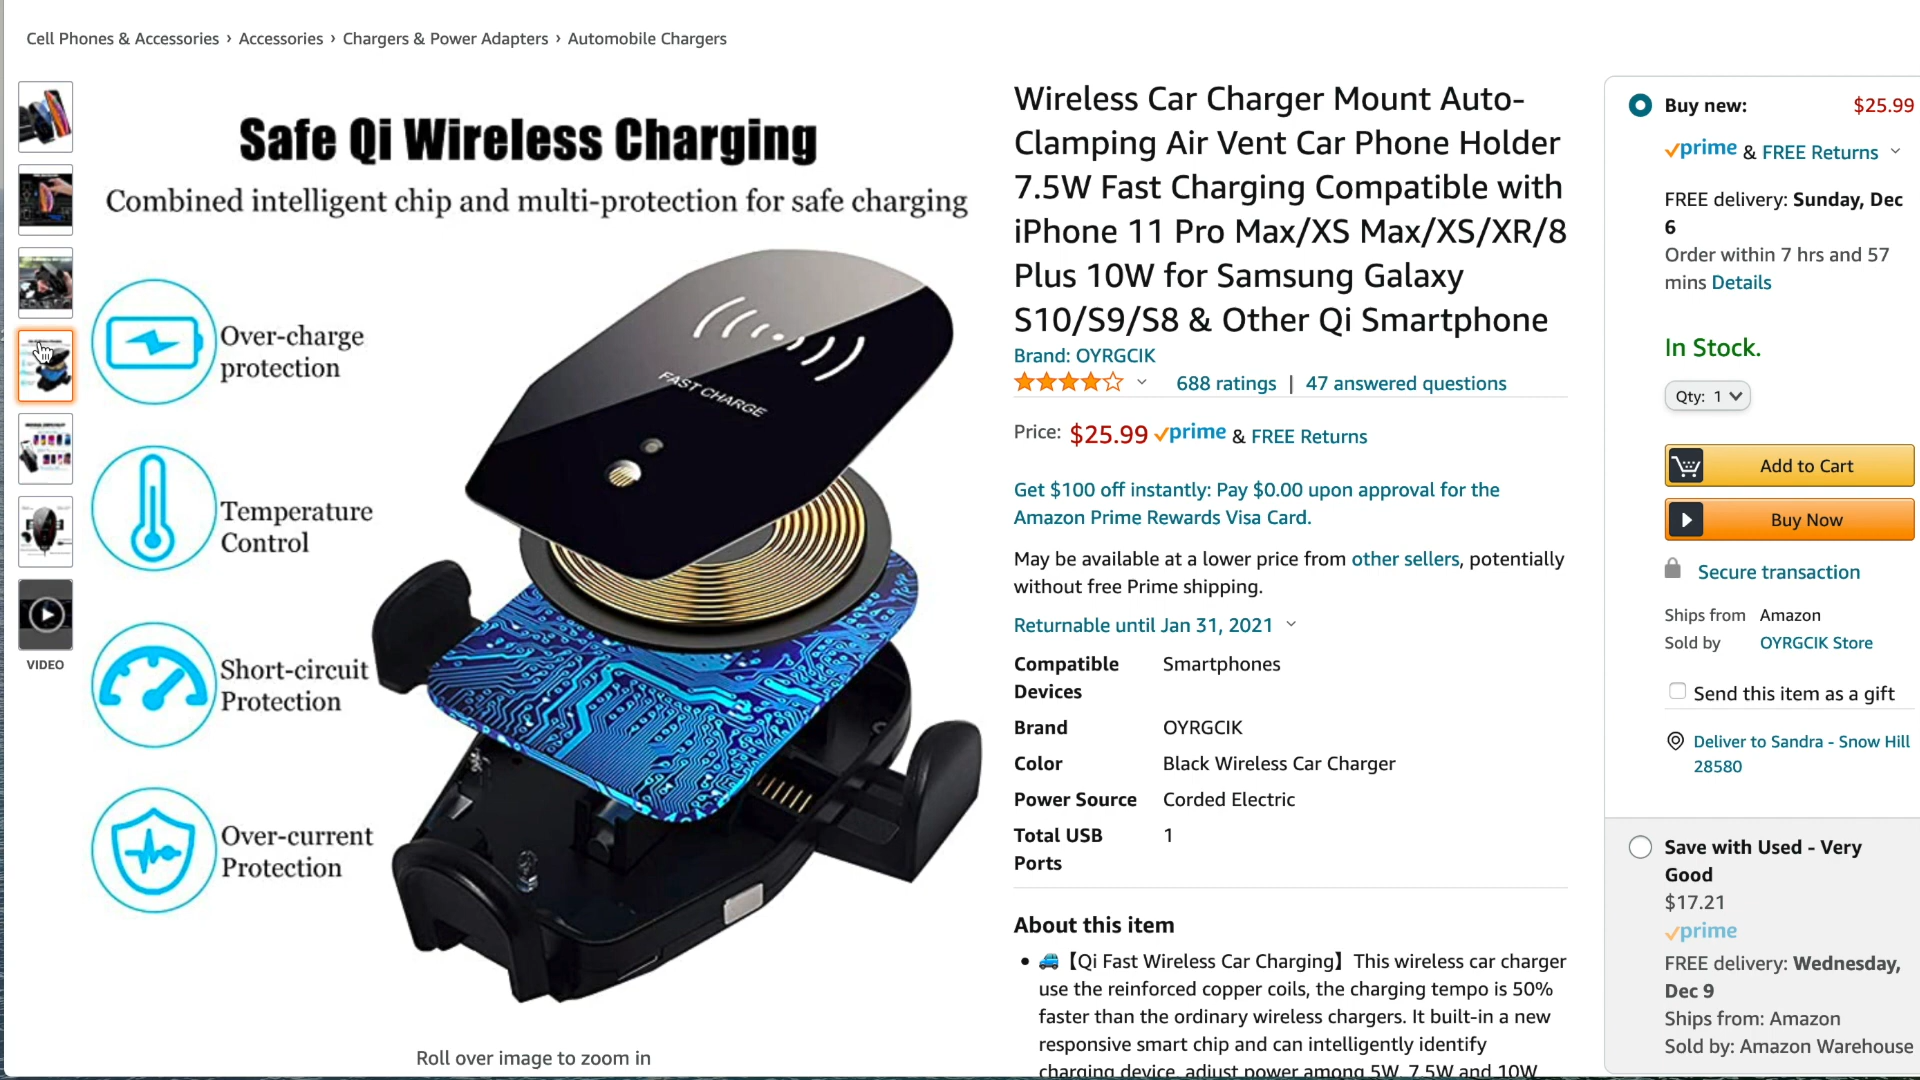 Cell Phones & Accessories › Accessories › Chargers & Power Adapters › Automobile Chargers
VIDEO
Safe Qi Wireless Charging
Combined intelligent chip and multi-protection for safe charging
Over-charge
protection
Temperature
Control
Short-circuit
Protection
Over-current
Protection
FAST CHARGE
Roll over image to zoom in
Wireless Car Charger Mount Auto-
Clamping Air Vent Car Phone Holder
7.5W Fast Charging Compatible with
iPhone 11 Pro Max/XS Max/XS/XR/8
Plus 10W for Samsung Galaxy
S10/S9/S8 & Other Qi Smartphone
Brand: OYRGCIK
688 ratings | 47 answered questions
Price: $25.99 prime & FREE Returns
Get $100 off instantly: Pay $0.00 upon approval for the
Amazon Prime Rewards Visa Card.
May be available at a lower price from other sellers, potentially
without free Prime shipping.
Returnable until Jan 31, 2021
Compatible Smartphones
Devices
Brand OYRGCIK
Color Black Wireless Car Charger
Power Source Corded Electric
Total USB 1
Ports
About this item
• 🚙【Qi Fast Wireless Car Charging】This wireless car charger
use the reinforced copper coils, the charging tempo is 50%
faster than the ordinary wireless chargers. It built-in a new
responsive smart chip and can intelligently identify
charging device, adjust power among 5W, 7.5W and 10W
Buy new: $25.99
prime & FREE Returns
FREE delivery: Sunday, Dec
6
Order within 7 hrs and 57
mins Details
In Stock.
Qty: 1
Add to Cart
Buy Now
Secure transaction
Ships from Amazon
Sold by OYRGCIK Store
Send this item as a gift
Deliver to Sandra - Snow Hill
28580
Save with Used - Very
Good
$17.21
prime
FREE delivery: Wednesday,
Dec 9
Ships from: Amazon
Sold by: Amazon Warehouse